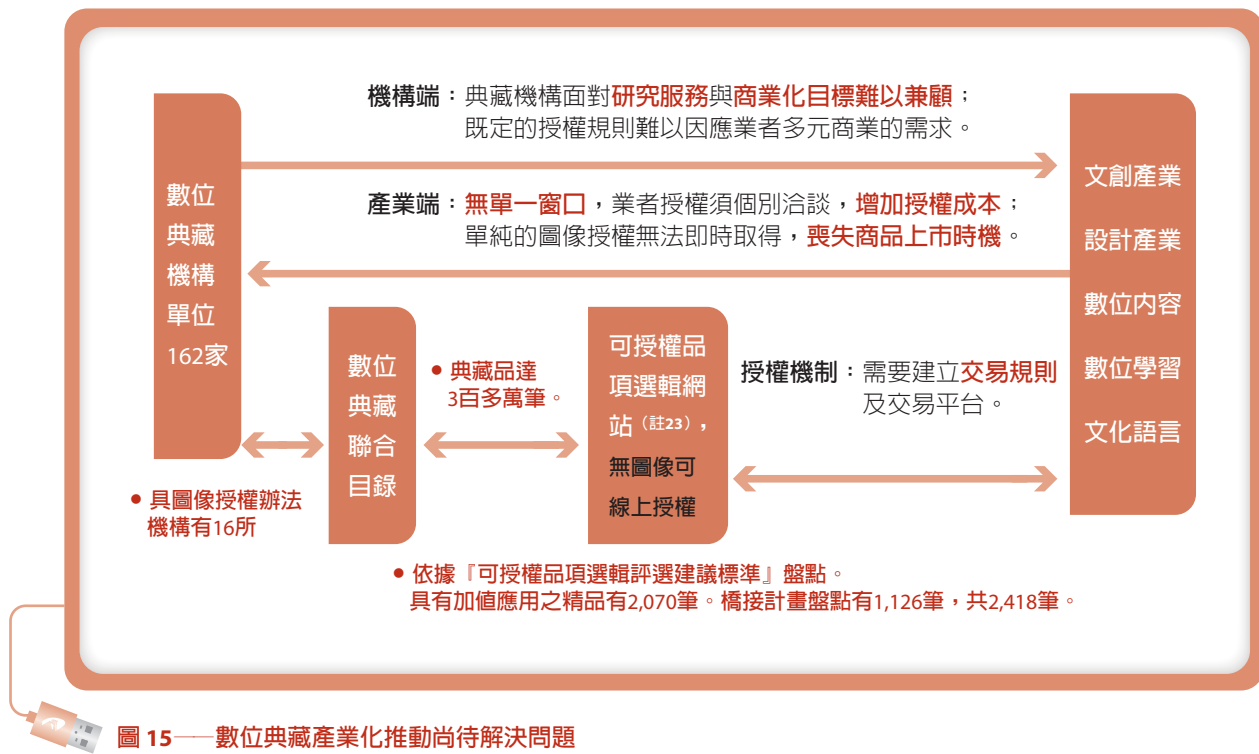 機構端：典藏機構面對研究服務與商業化目標難以兼顧；
既定的授權規則難以因應業者多元商業的需求。
數位
典藏
機構
單位
162家
產業端：無單一窗口，業者授權須個別洽談，增加授權成本；
單純的圖像授權無法即時取得，喪失商品上市時機。
文創產業
設計產業
數位內容
數位學習
文化語言
• 具圖像授權辦法
機構有16所
數位
典藏
聯合
目錄
• 典藏品達
3百多萬筆。
可授權品
項選輯網
站（註23），
無圖像可
線上授權
授權機制：需要建立交易規則
及交易平台。
• 依據『可授權品項選輯評選建議標準』盤點。
具有加值應用之精品有2,070筆。橋接計畫盤點有1,126筆，共2,418筆。
圖 15──數位典藏產業化推動尚待解決問題